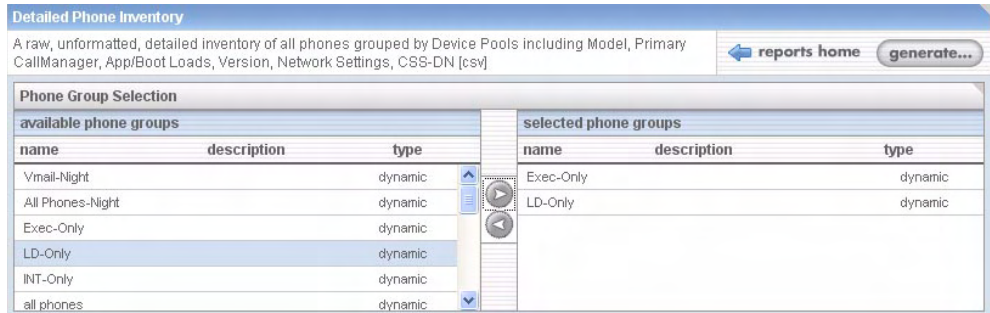 Detailed Phone Inventory
A raw, unformatted, detailed inventory of all phones grouped by Device Pools including Model, Primary
CallManager, App/Boot Loads, Version, Network Settings, CSS-DN [csv]
reports home
generate...
Phone Group Selection
available phone groups
name description type
Vmail-Night dynamic
All Phones-Night dynamic
Exec-Only dynamic
LD-Only dynamic
INT-Only dynamic
all phones dynamic
selected phone groups
name description type
Exec-Only dynamic
LD-Only dynamic